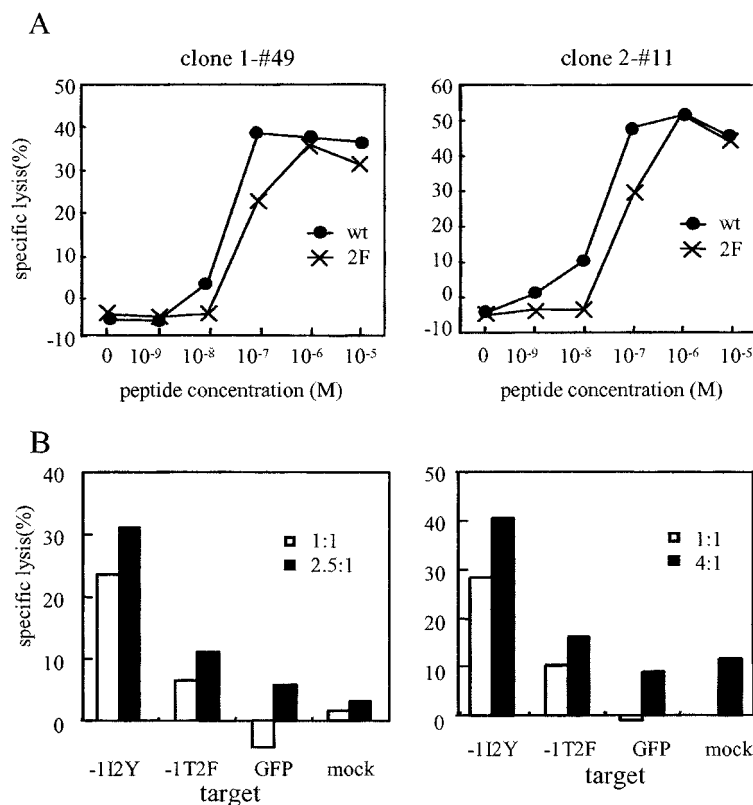 A
clone 1-#49
clone 2-#11
specific lysis(%)
50
40
30
20
10
0
-10
wt
2F
0 10⁻⁹ 10⁻⁸ 10⁻⁷ 10⁻⁶ 10⁻⁵
peptide concentration (M)
60
50
40
30
20
10
0
-10
wt
2F
0 10⁻⁹ 10⁻⁸ 10⁻⁷ 10⁻⁶ 10⁻⁵
peptide concentration (M)
B
specific lysis(%)
40
30
20
10
0
1:1
2.5:1
-1I2Y -1T2F GFP mock
target
50
40
30
20
10
0
1:1
4:1
-1I2Y -1T2F GFP mock
target